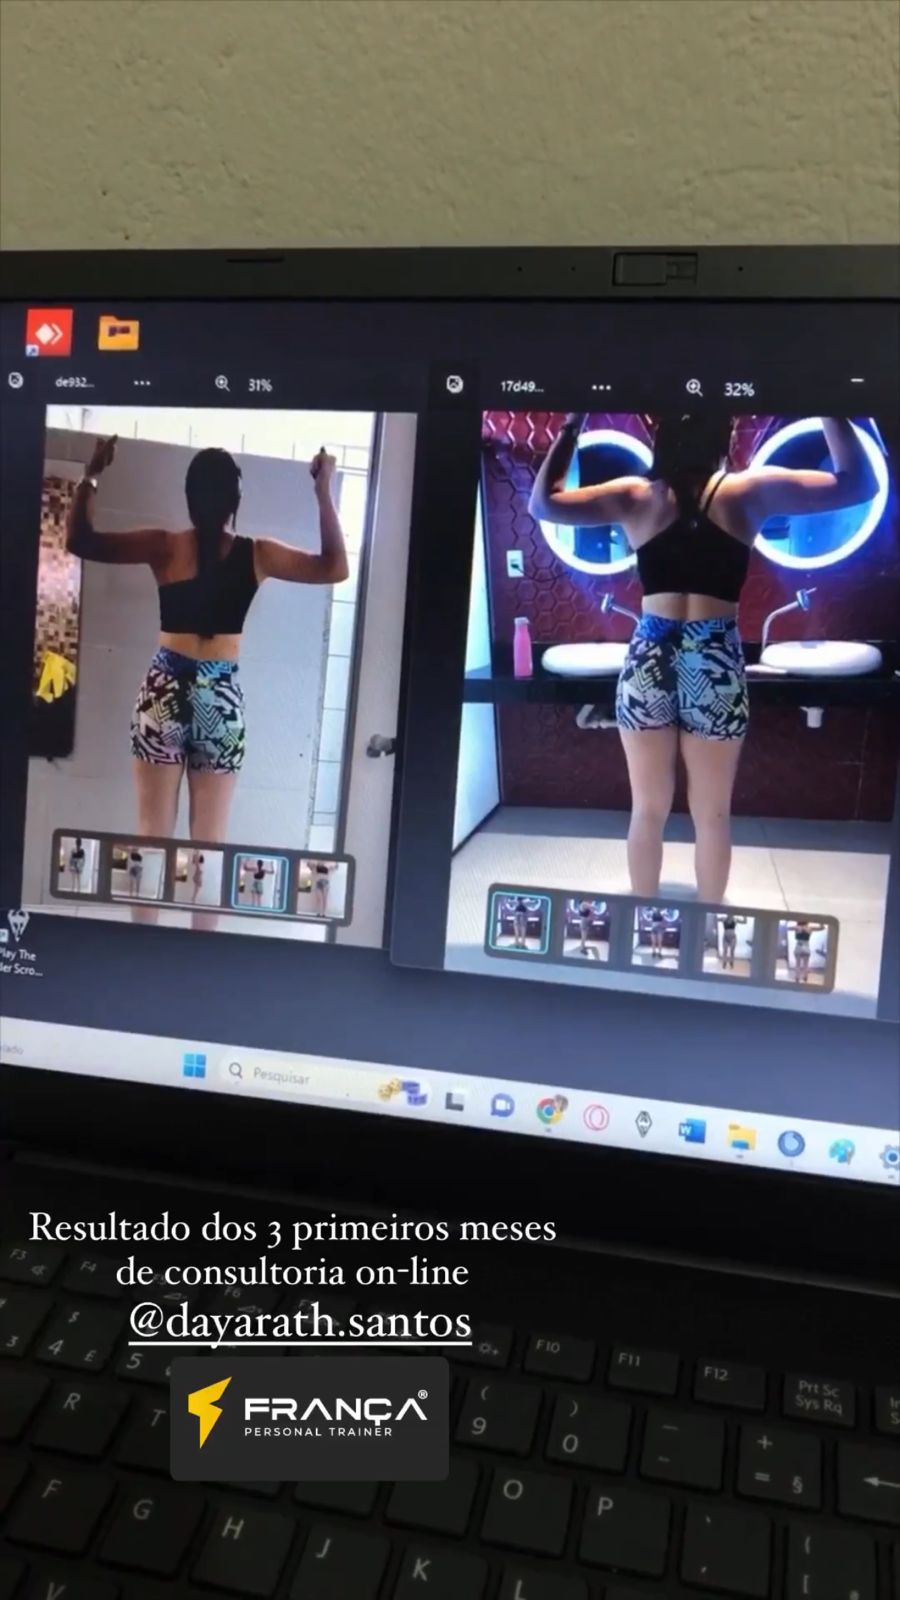 de932...
31%
17d49...
32%
Play The
der Scro...
Pesquisar
Resultado dos 3 primeiros meses
de consultoria on-line
@dayarath.santos
FRANÇA®
PERSONAL TRAINER
F3
F4
F6
F10
F11
F12
Prt Sc
Sys Rq
3
4
$
£
5
(
9
)
0
-
+
=
§
R
T
O
P
F
G
H
J
K
L
V